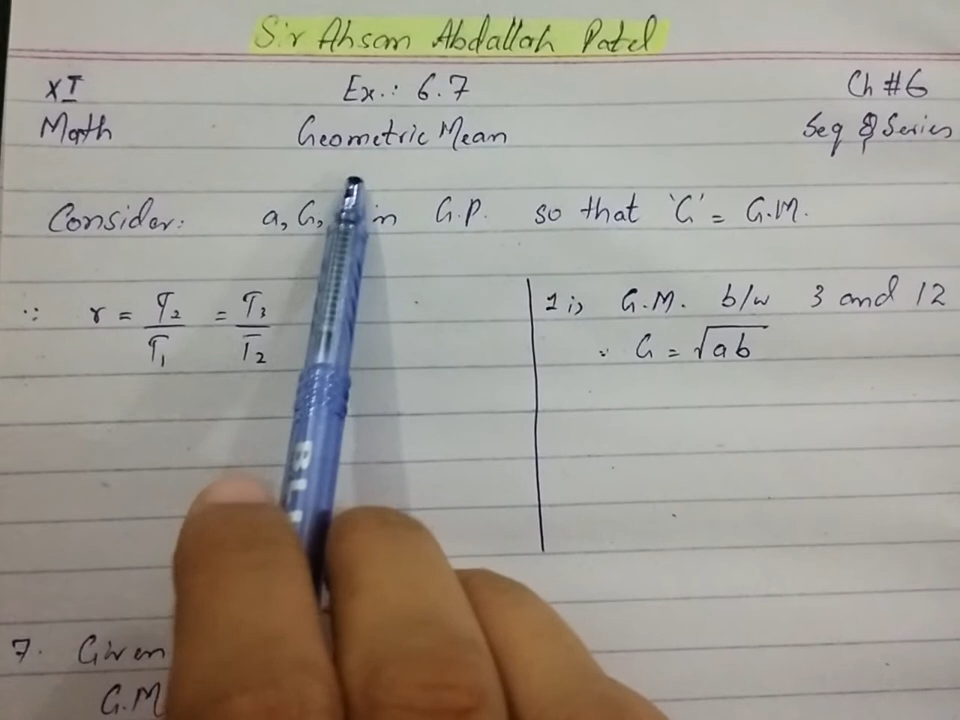 Sir Ahsan Abdallah Patel
XI Ex.: 6.7 Ch #6
Math Geometric Mean Seq & Series
Consider: a, G, in G.P. so that 'G' = G.M.
∵ r = T₂/T₁ = T₃/T₂
1 i, G.M. b/w 3 and 12
∵ G = √ab
7. Given
G.M
BL